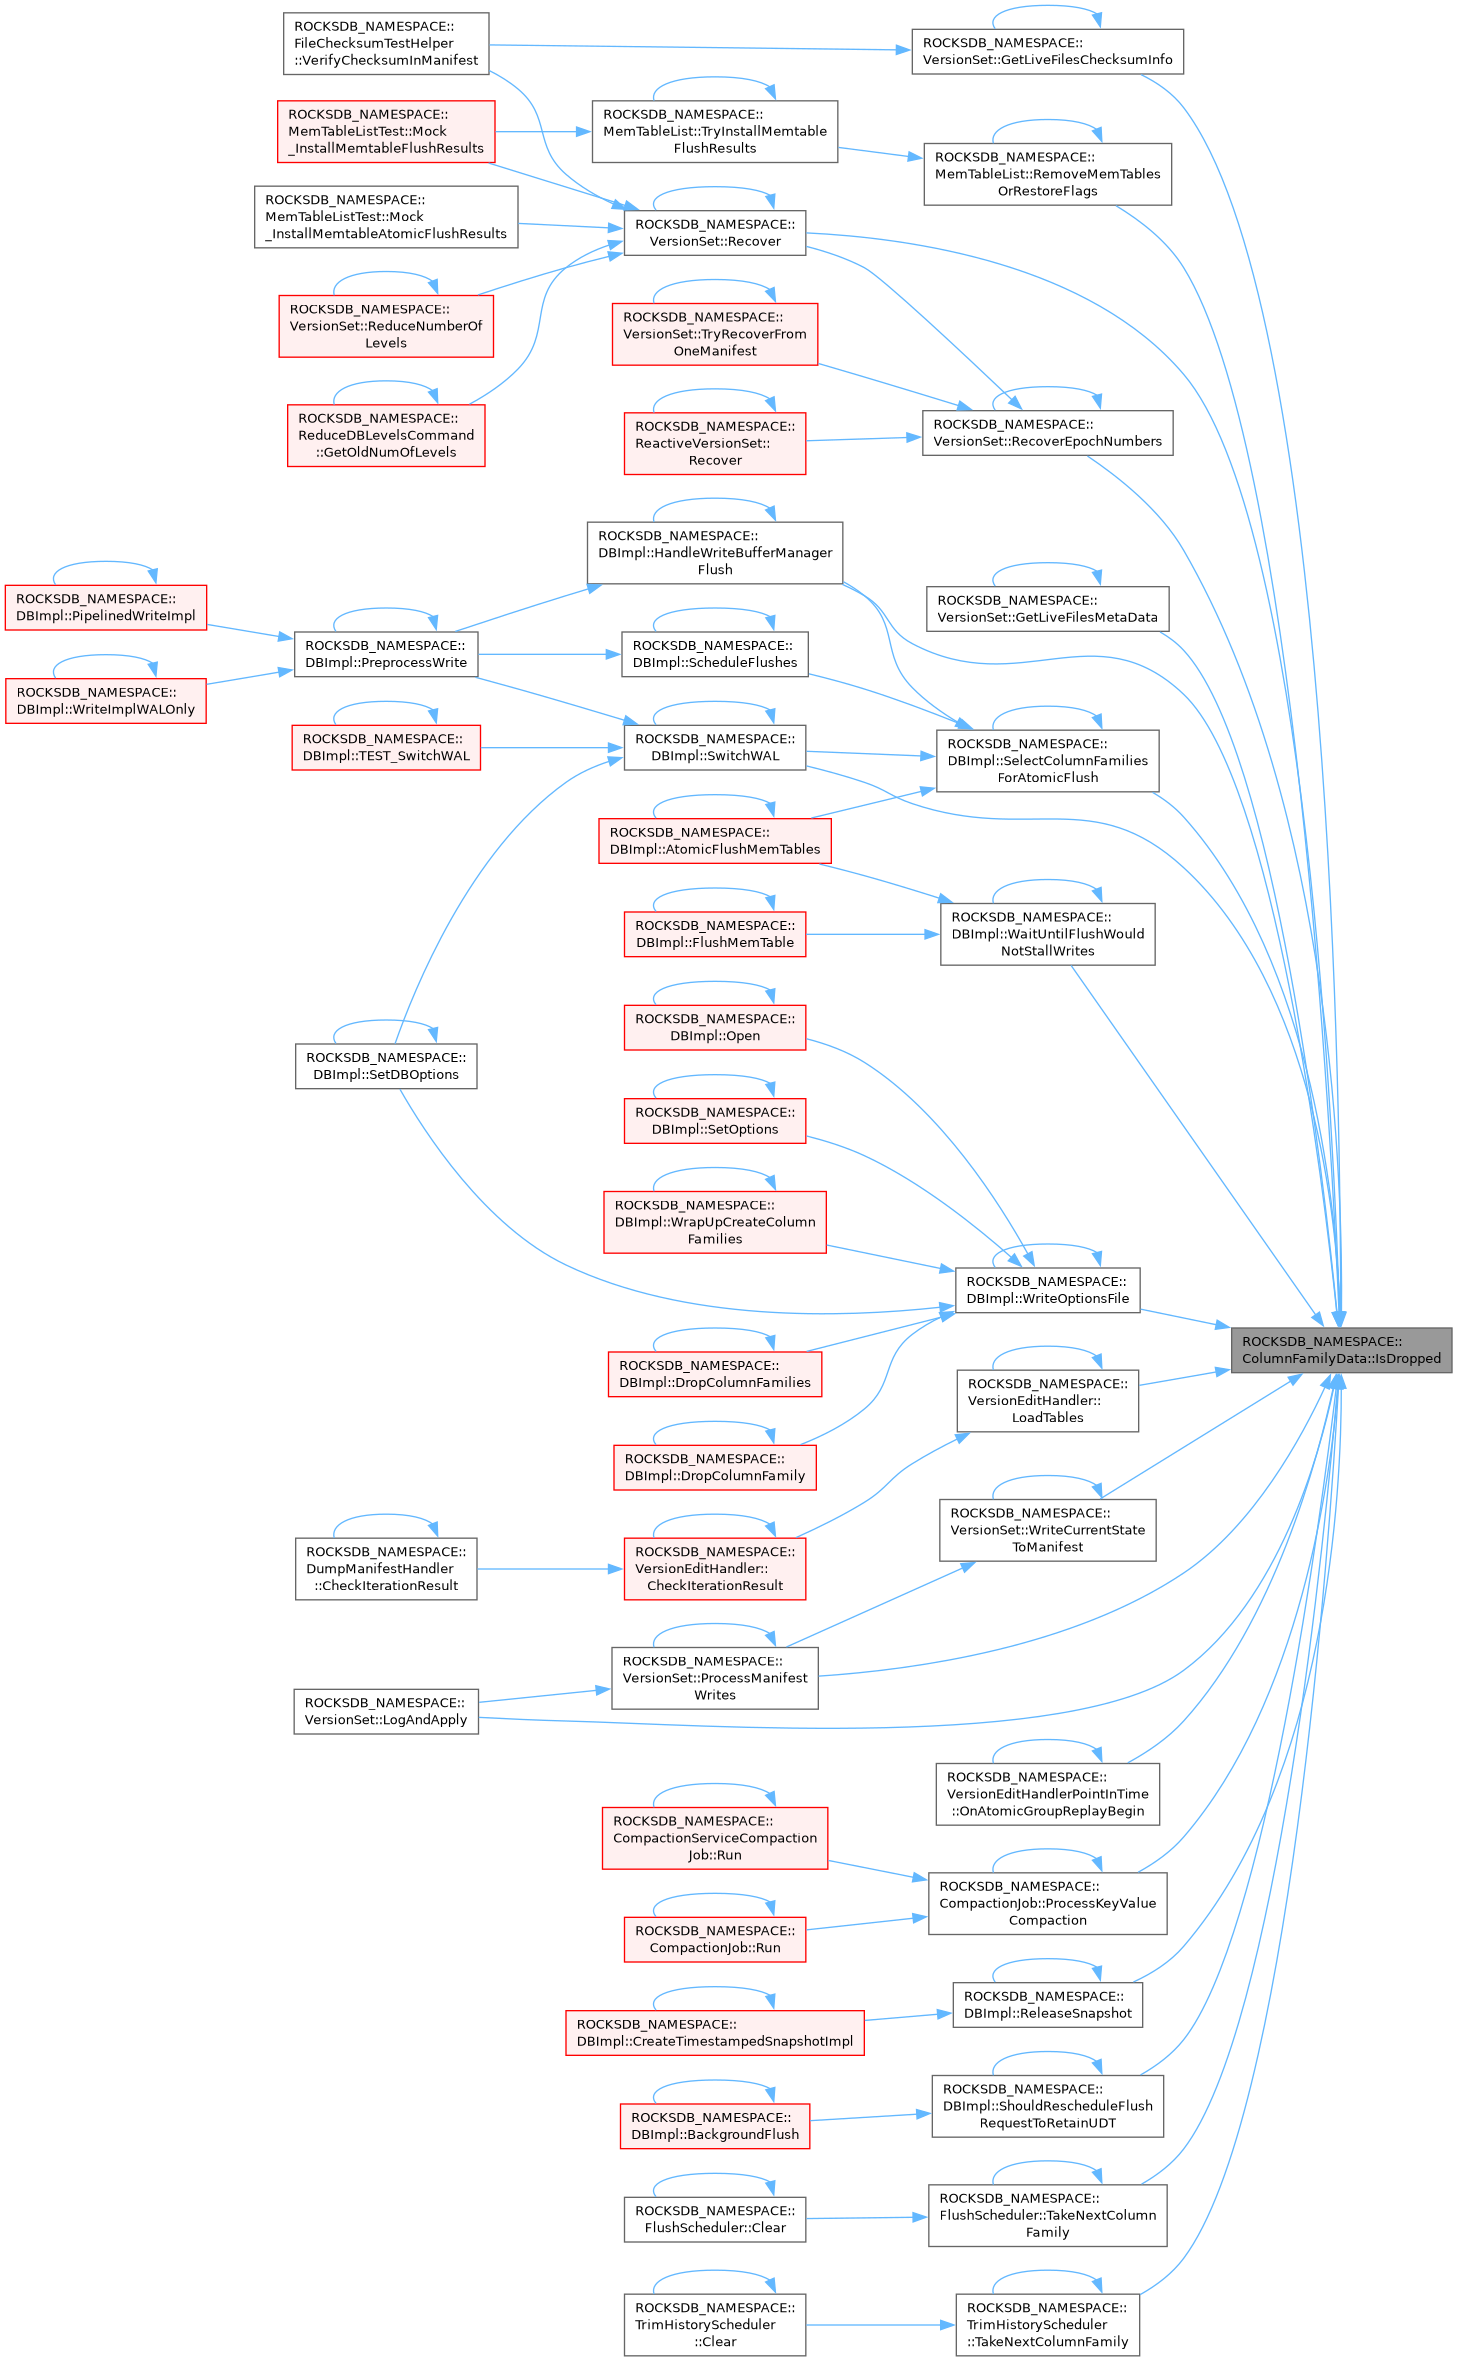 ROCKSDB_NAMESPACE::
FileChecksumTestHelper
::VerifyChecksumInManifest
ROCKSDB_NAMESPACE::
VersionSet::GetLiveFilesChecksumInfo
ROCKSDB_NAMESPACE::
MemTableListTest::Mock
_InstallMemtableFlushResults
ROCKSDB_NAMESPACE::
MemTableList::TryInstallMemtable
FlushResults
ROCKSDB_NAMESPACE::
MemTableList::RemoveMemTables
OrRestoreFlags
ROCKSDB_NAMESPACE::
MemTableListTest::Mock
_InstallMemtableAtomicFlushResults
ROCKSDB_NAMESPACE::
VersionSet::Recover
ROCKSDB_NAMESPACE::
VersionSet::ReduceNumberOf
Levels
ROCKSDB_NAMESPACE::
VersionSet::TryRecoverFrom
OneManifest
ROCKSDB_NAMESPACE::
ReduceDBLevelsCommand
::GetOldNumOfLevels
ROCKSDB_NAMESPACE::
ReactiveVersionSet::
Recover
ROCKSDB_NAMESPACE::
VersionSet::RecoverEpochNumbers
ROCKSDB_NAMESPACE::
DBImpl::HandleWriteBufferManager
Flush
ROCKSDB_NAMESPACE::
DBImpl::PipelinedWriteImpl
ROCKSDB_NAMESPACE::
VersionSet::GetLiveFilesMetaData
ROCKSDB_NAMESPACE::
DBImpl::PreprocessWrite
ROCKSDB_NAMESPACE::
DBImpl::ScheduleFlushes
ROCKSDB_NAMESPACE::
DBImpl::WriteImplWALOnly
ROCKSDB_NAMESPACE::
DBImpl::TEST_SwitchWAL
ROCKSDB_NAMESPACE::
DBImpl::SwitchWAL
ROCKSDB_NAMESPACE::
DBImpl::SelectColumnFamilies
ForAtomicFlush
ROCKSDB_NAMESPACE::
DBImpl::AtomicFlushMemTables
ROCKSDB_NAMESPACE::
DBImpl::FlushMemTable
ROCKSDB_NAMESPACE::
DBImpl::WaitUntilFlushWould
NotStallWrites
ROCKSDB_NAMESPACE::
DBImpl::Open
ROCKSDB_NAMESPACE::
DBImpl::SetDBOptions
ROCKSDB_NAMESPACE::
DBImpl::SetOptions
ROCKSDB_NAMESPACE::
DBImpl::WrapUpCreateColumn
Families
ROCKSDB_NAMESPACE::
DBImpl::WriteOptionsFile
ROCKSDB_NAMESPACE::
ColumnFamilyData::IsDropped
ROCKSDB_NAMESPACE::
DBImpl::DropColumnFamilies
ROCKSDB_NAMESPACE::
VersionEditHandler::
LoadTables
ROCKSDB_NAMESPACE::
DBImpl::DropColumnFamily
ROCKSDB_NAMESPACE::
VersionSet::WriteCurrentState
ToManifest
ROCKSDB_NAMESPACE::
DumpManifestHandler
::CheckIterationResult
ROCKSDB_NAMESPACE::
VersionEditHandler::
CheckIterationResult
ROCKSDB_NAMESPACE::
VersionSet::ProcessManifest
Writes
ROCKSDB_NAMESPACE::
VersionSet::LogAndApply
ROCKSDB_NAMESPACE::
VersionEditHandlerPointInTime
::OnAtomicGroupReplayBegin
ROCKSDB_NAMESPACE::
CompactionServiceCompaction
Job::Run
ROCKSDB_NAMESPACE::
CompactionJob::ProcessKeyValue
Compaction
ROCKSDB_NAMESPACE::
CompactionJob::Run
ROCKSDB_NAMESPACE::
DBImpl::ReleaseSnapshot
ROCKSDB_NAMESPACE::
DBImpl::CreateTimestampedSnapshotImpl
ROCKSDB_NAMESPACE::
DBImpl::ShouldRescheduleFlush
RequestToRetainUDT
ROCKSDB_NAMESPACE::
DBImpl::BackgroundFlush
ROCKSDB_NAMESPACE::
FlushScheduler::TakeNextColumn
Family
ROCKSDB_NAMESPACE::
FlushScheduler::Clear
ROCKSDB_NAMESPACE::
TrimHistoryScheduler
::Clear
ROCKSDB_NAMESPACE::
TrimHistoryScheduler
::TakeNextColumnFamily